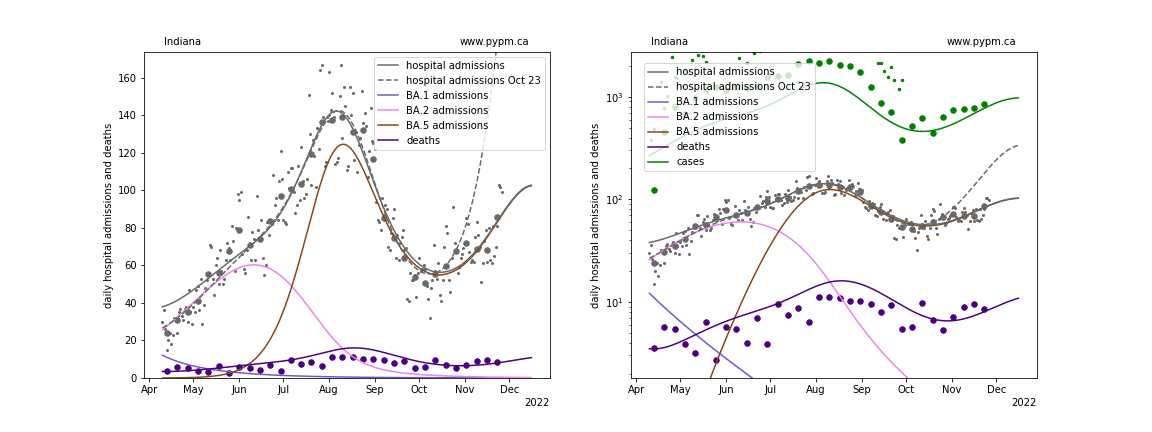 Indiana
www.pypm.ca
daily hospital admissions and deaths
160
140
120
100
80
60
40
20
0
hospital admissions
hospital admissions Oct 23
BA.1 admissions
BA.2 admissions
BA.5 admissions
deaths
Apr May Jun Jul Aug Sep Oct Nov Dec
2022
Indiana
www.pypm.ca
daily hospital admissions and deaths
10³
10²
10¹
hospital admissions
hospital admissions Oct 23
BA.1 admissions
BA.2 admissions
BA.5 admissions
deaths
cases
Apr May Jun Jul Aug Sep Oct Nov Dec
2022